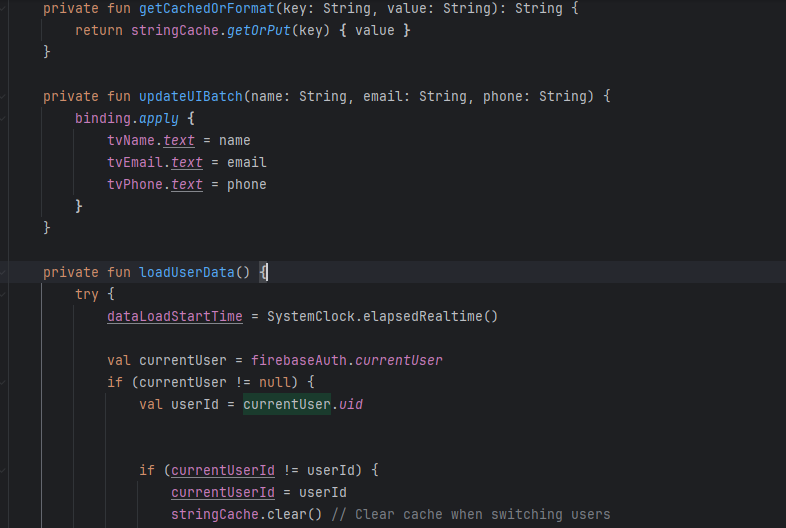 private fun getCachedOrFormat(key: String, value: String): String {
return stringCache.getOrPut(key) { value }
}
private fun updateUIBatch(name: String, email: String, phone: String) {
binding.apply {
tvName.text = name
tvEmail.text = email
tvPhone.text = phone
}
}
private fun loadUserData() {
try {
dataLoadStartTime = SystemClock.elapsedRealtime()
val currentUser = firebaseAuth.currentUser
if (currentUser != null) {
val userId = currentUser.uid
if (currentUserId != userId) {
currentUserId = userId
stringCache.clear() // Clear cache when switching users